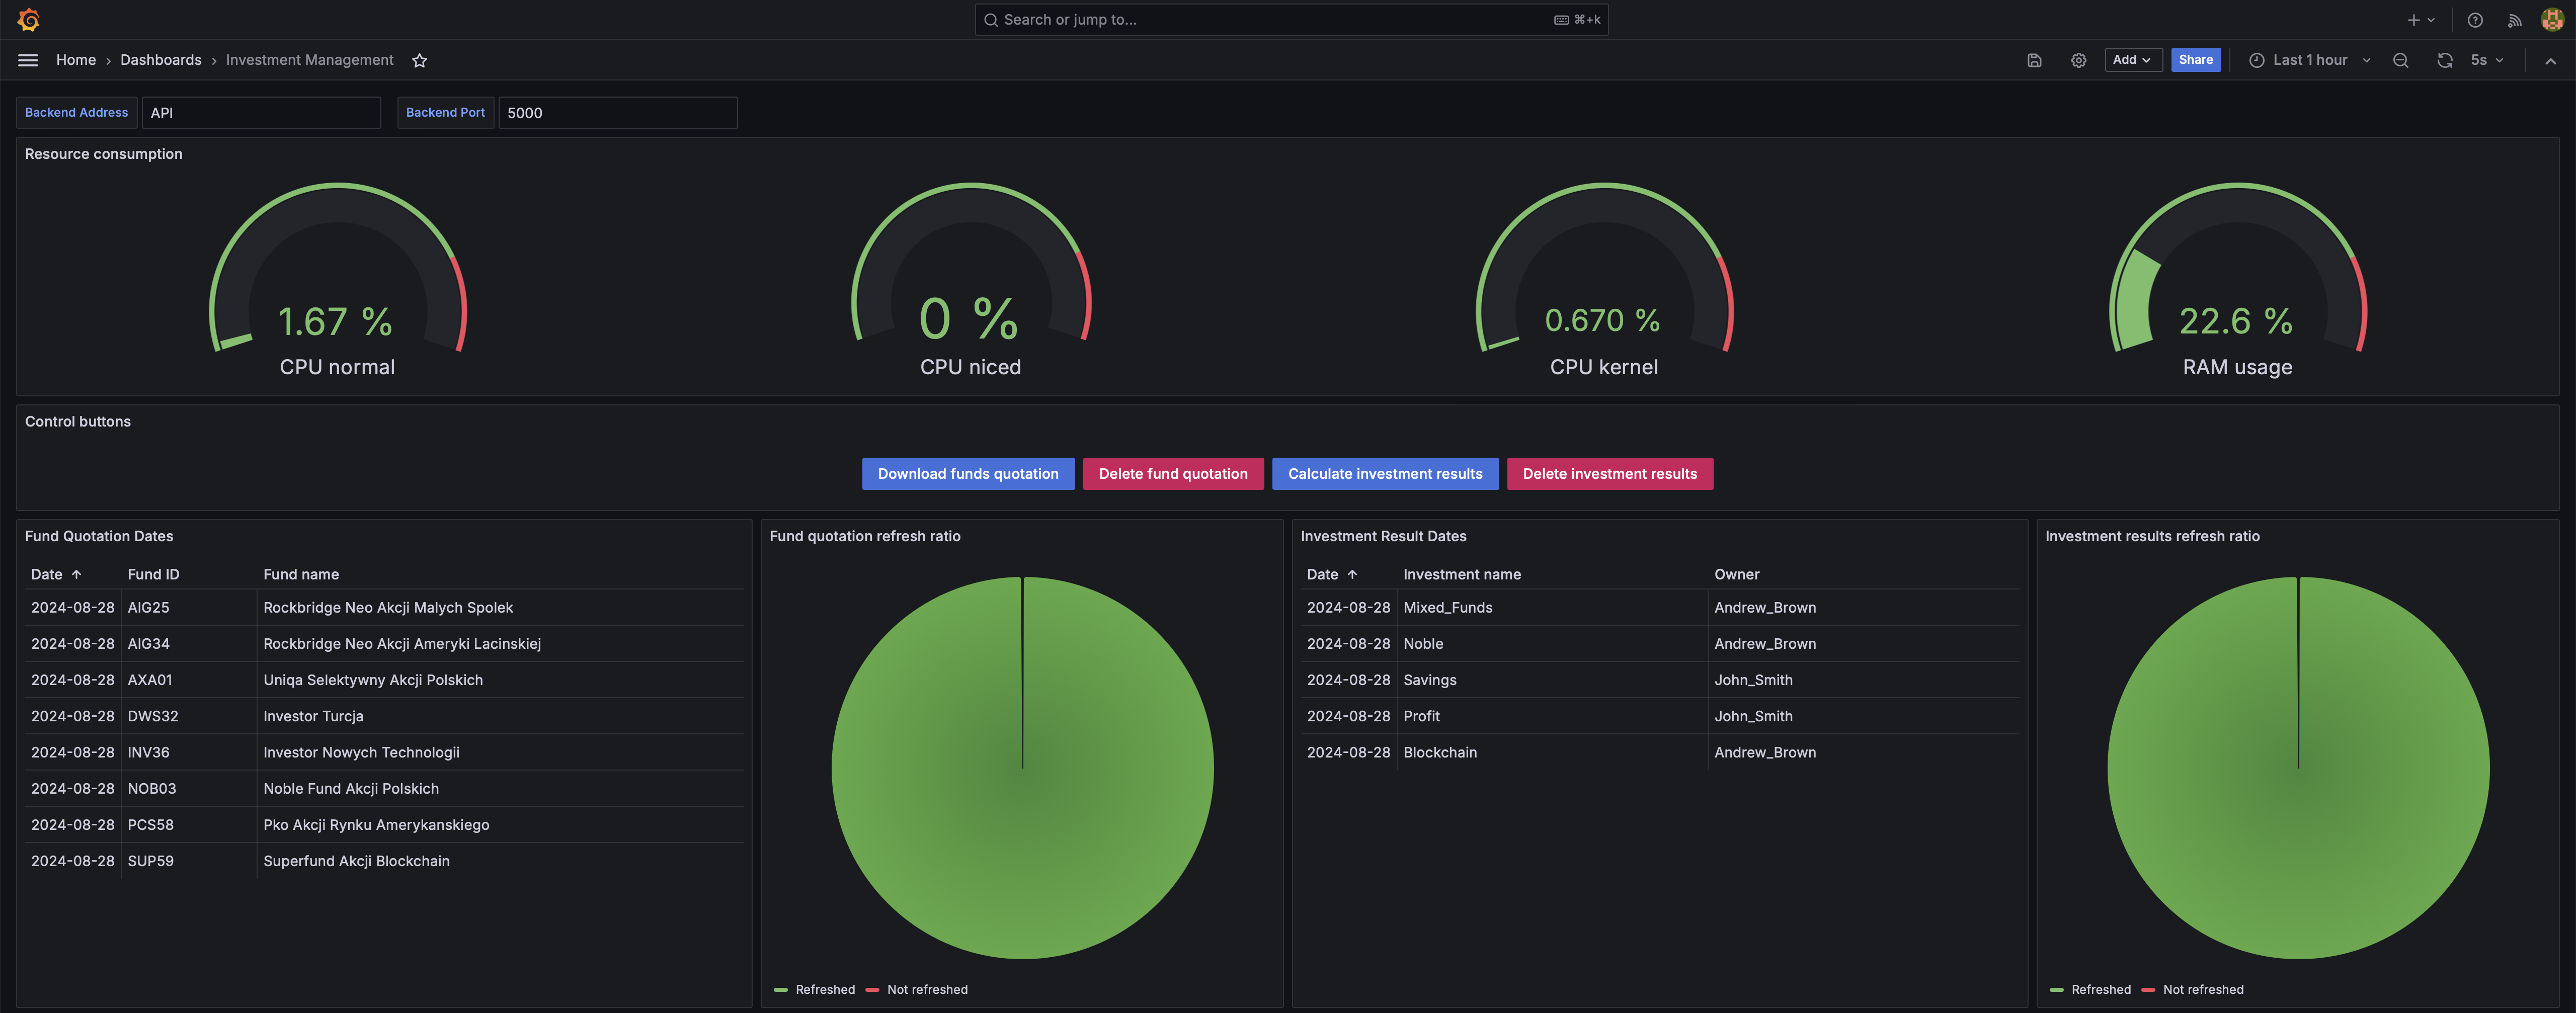 Search or jump to... ⌘+k
Home › Dashboards › Investment Management
Add Share Last 1 hour 5s
Backend Address API Backend Port 5000
Resource consumption
1.67 % 0 % 0.670 % 22.6 %
CPU normal CPU niced CPU kernel RAM usage
Control buttons
Download funds quotation Delete fund quotation Calculate investment results Delete investment results
Fund Quotation Dates
Date ↑ Fund ID Fund name
2024-08-28 AIG25 Rockbridge Neo Akcji Malych Spolek
2024-08-28 AIG34 Rockbridge Neo Akcji Ameryki Lacinskiej
2024-08-28 AXA01 Uniqa Selektywny Akcji Polskich
2024-08-28 DWS32 Investor Turcja
2024-08-28 INV36 Investor Nowych Technologii
2024-08-28 NOB03 Noble Fund Akcji Polskich
2024-08-28 PCS58 Pko Akcji Rynku Amerykanskiego
2024-08-28 SUP59 Superfund Akcji Blockchain
Fund quotation refresh ratio
Refreshed Not refreshed
Investment Result Dates
Date ↑ Investment name Owner
2024-08-28 Mixed_Funds Andrew_Brown
2024-08-28 Noble Andrew_Brown
2024-08-28 Savings John_Smith
2024-08-28 Profit John_Smith
2024-08-28 Blockchain Andrew_Brown
Investment results refresh ratio
Refreshed Not refreshed